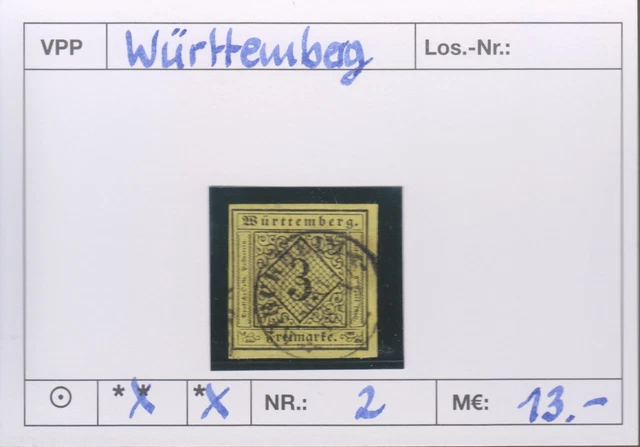 VPP Württemberg Los.-Nr.:
Württemberg.
3
Freimarke.
* * X * X NR.: 2 M€: 13.-